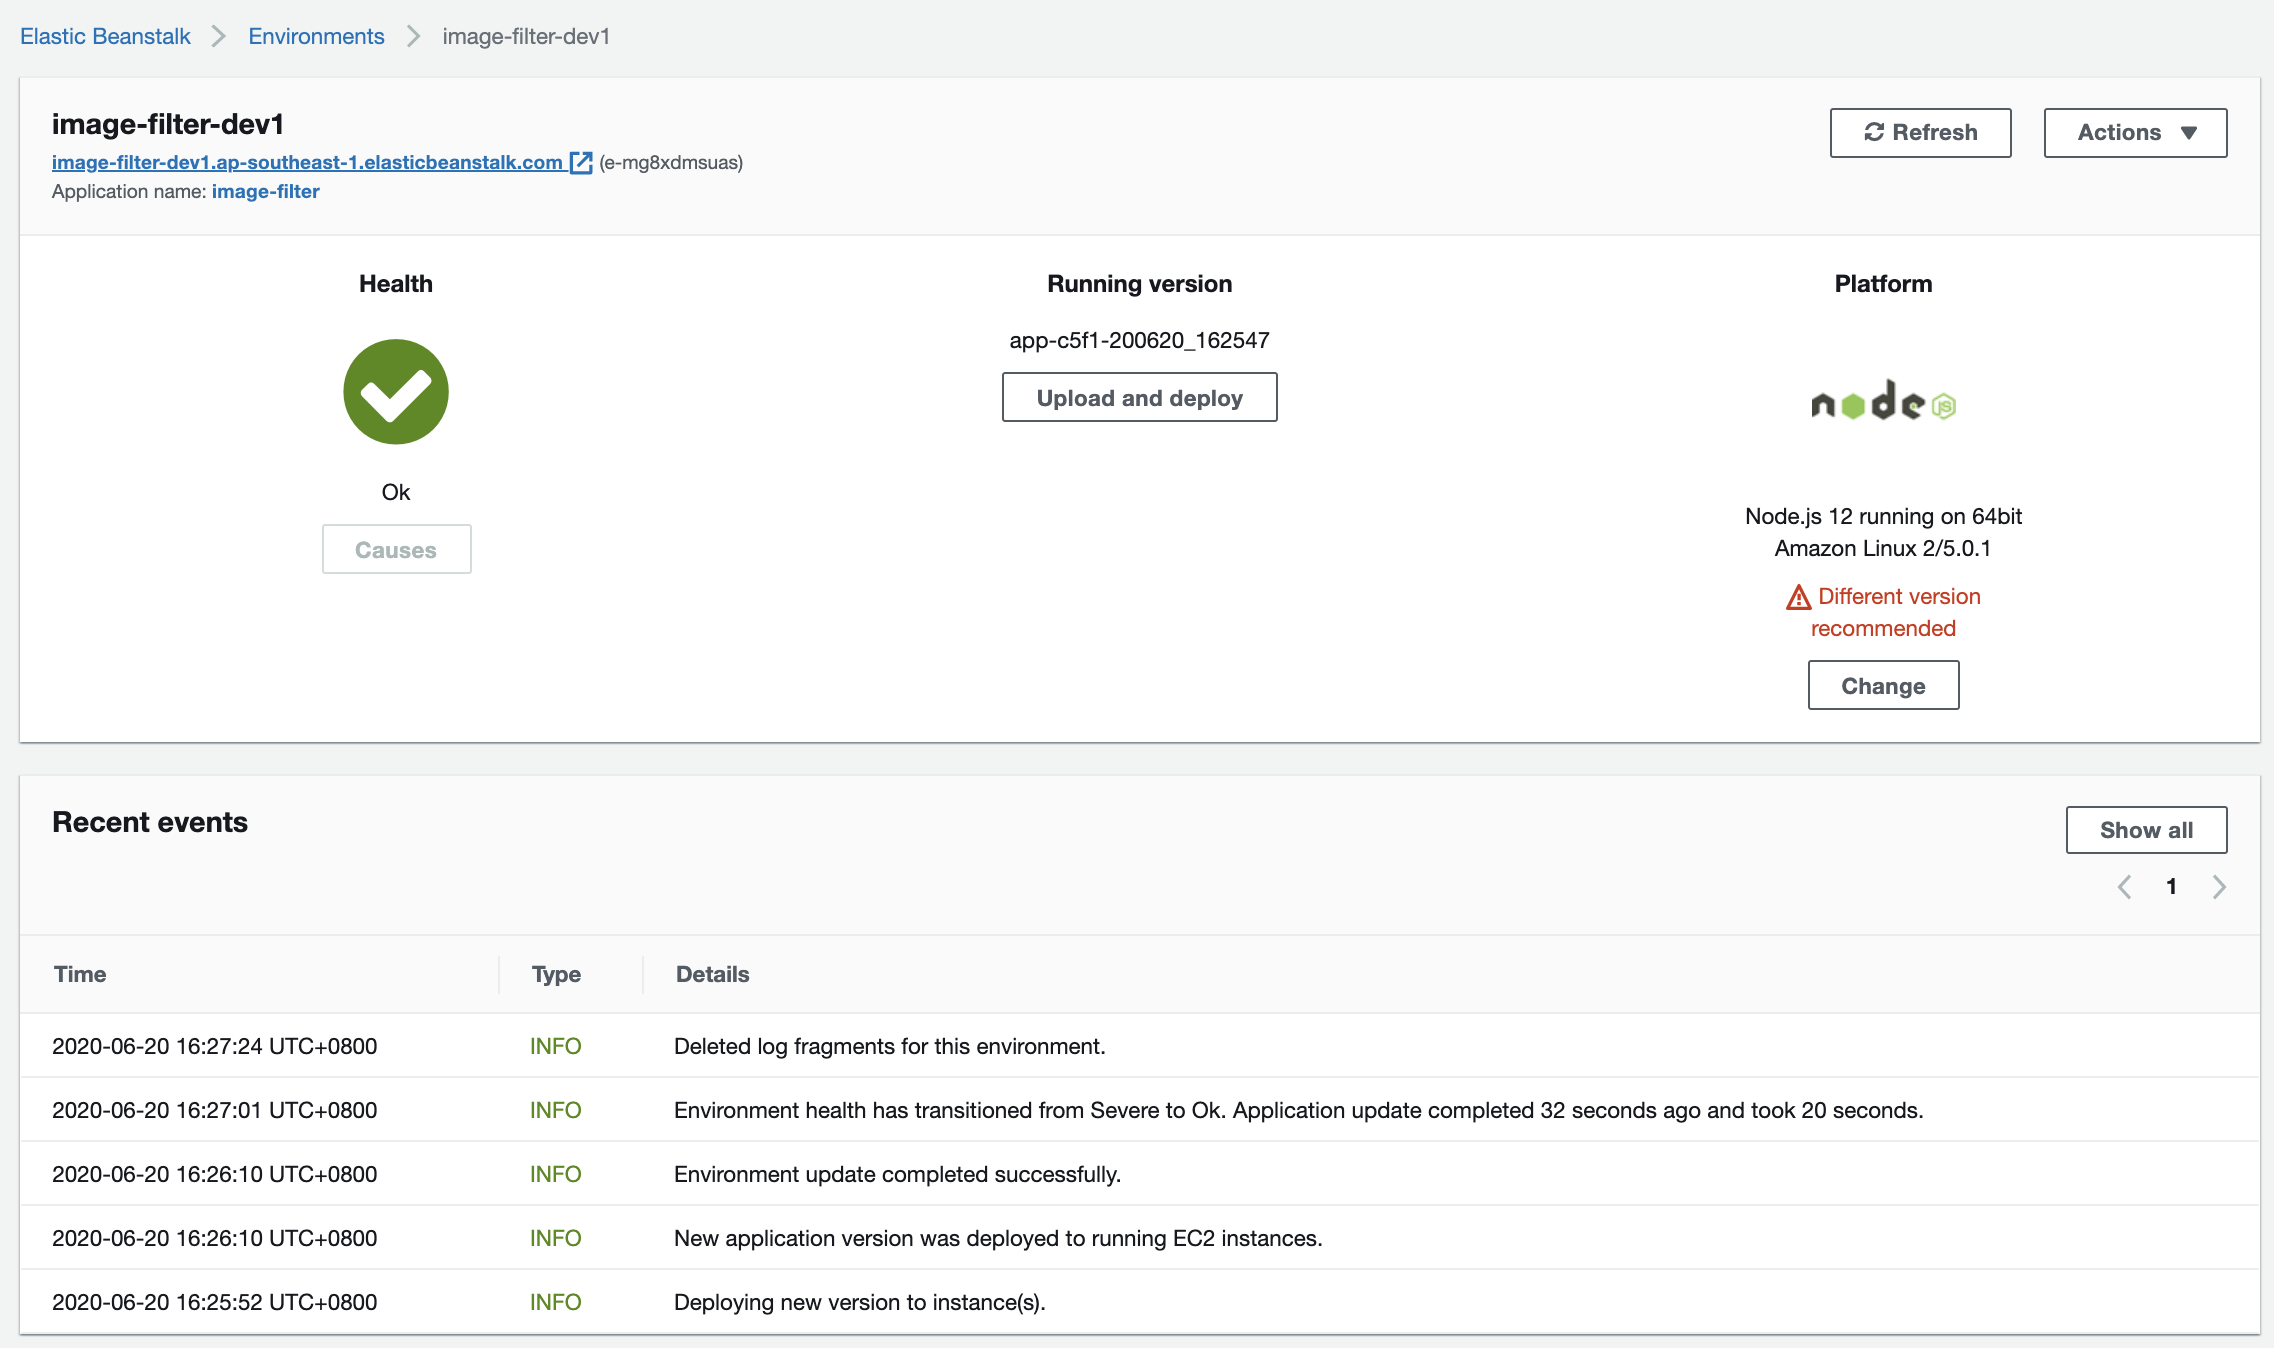 Elastic Beanstalk > Environments > image-filter-dev1
image-filter-dev1
Refresh
Actions
image-filter-dev1.ap-southeast-1.elasticbeanstalk.com (e-mg8xdmsuas)
Application name: image-filter
Health
Ok
Causes
Running version
app-c5f1-200620_162547
Upload and deploy
Platform
node JS
Node.js 12 running on 64bit
Amazon Linux 2/5.0.1
Different version
recommended
Change
Recent events
Show all
1
Time Type Details
2020-06-20 16:27:24 UTC+0800 INFO Deleted log fragments for this environment.
2020-06-20 16:27:01 UTC+0800 INFO Environment health has transitioned from Severe to Ok. Application update completed 32 seconds ago and took 20 seconds.
2020-06-20 16:26:10 UTC+0800 INFO Environment update completed successfully.
2020-06-20 16:26:10 UTC+0800 INFO New application version was deployed to running EC2 instances.
2020-06-20 16:25:52 UTC+0800 INFO Deploying new version to instance(s).